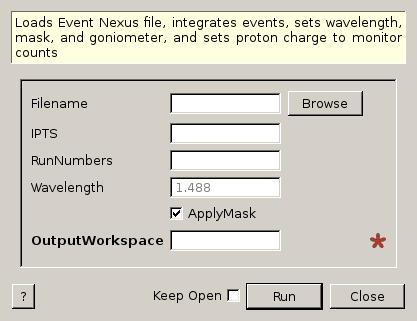 Loads Event Nexus file, integrates events, sets wavelength,
mask, and goniometer, and sets proton charge to monitor
counts
Filename Browse
IPTS
RunNumbers
Wavelength 1.488
ApplyMask
OutputWorkspace *
? Keep Open Run Close